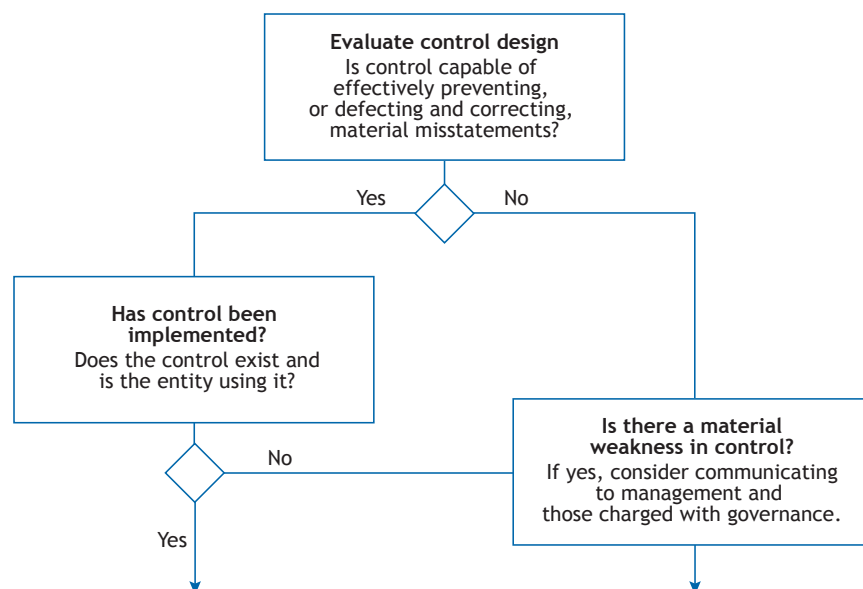 Evaluate control design
Is control capable of
effectively preventing,
or defecting and correcting,
material misstatements?
Yes
No
Has control been
implemented?
Does the control exist and
is the entity using it?
Is there a material
weakness in control?
If yes, consider communicating
to management and
those charged with governance.
No
Yes